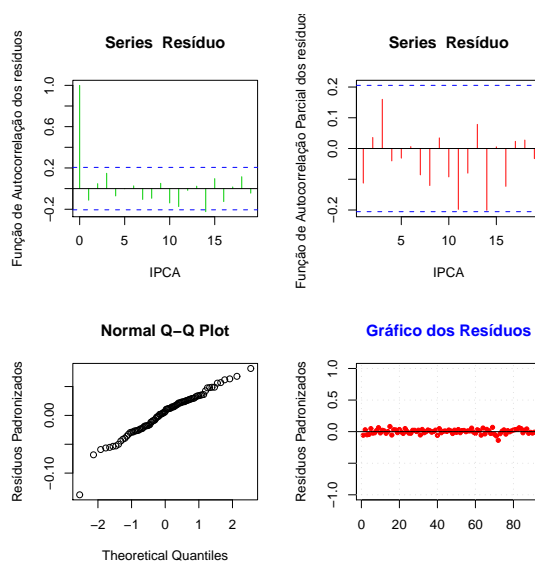 Series Resíduo
Função de Autocorrelação dos resíduos
1.0
0.6
0.2
−0.2
0 5 10 15
IPCA
Series Resíduo
Função de Autocorrelação Parcial dos resíduos
0.2
0.1
0.0
−0.2
5 10 15
IPCA
Normal Q−Q Plot
Resíduos Padronizados
0.00
−0.10
−2 −1 0 1 2
Theoretical Quantiles
Gráfico dos Resíduos
Resíduos Padronizados
1.0
0.5
0.0
−1.0
0 20 40 60 80